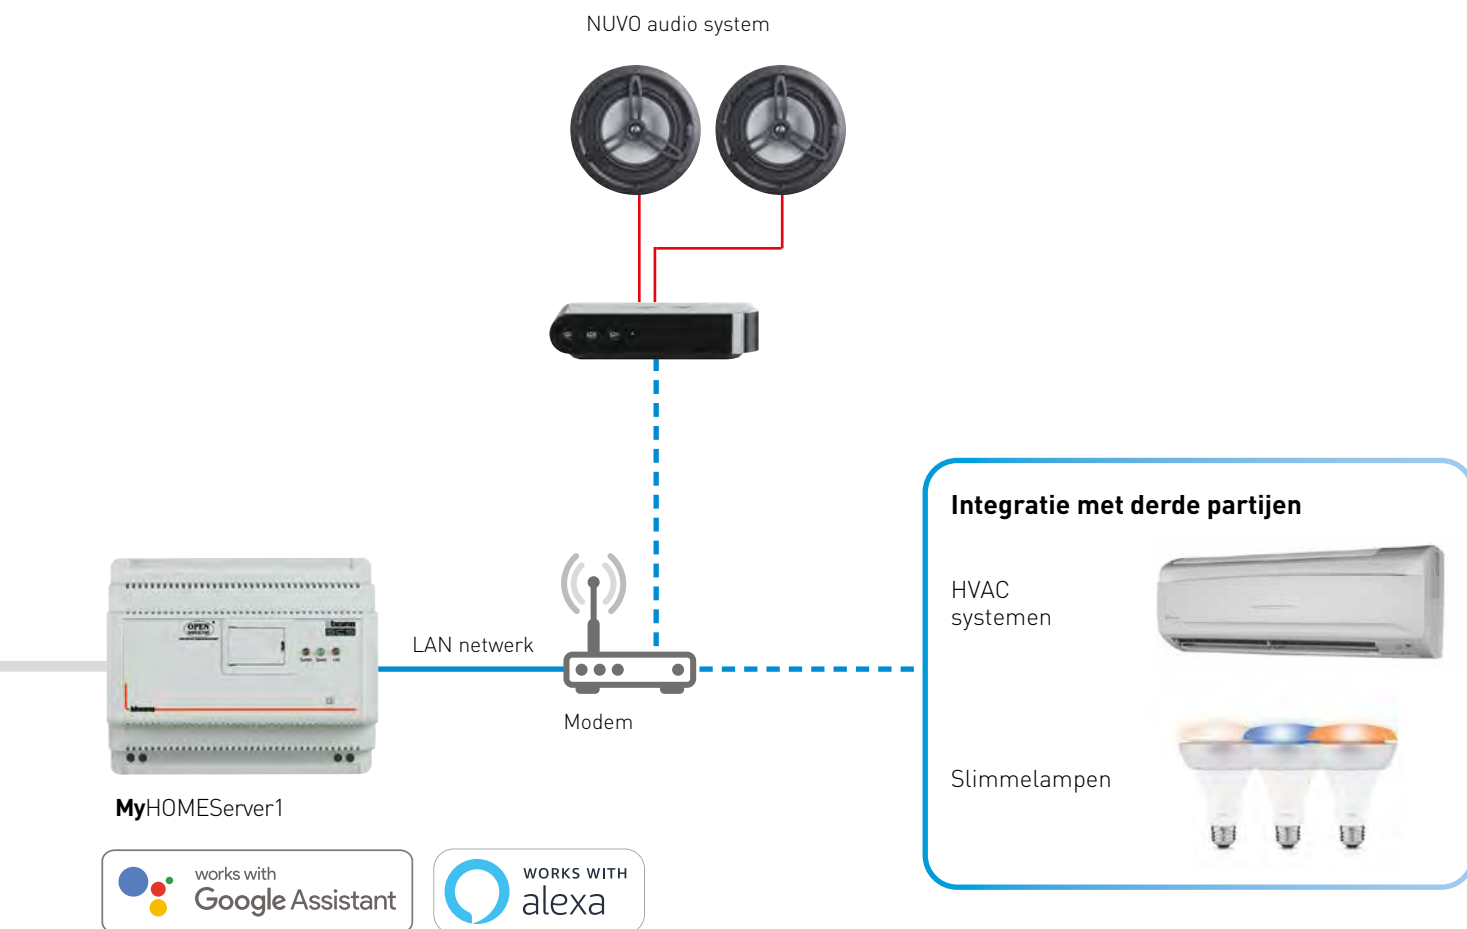 NUVO audio system
Integratie met derde partijen
HVAC
systemen
LAN netwerk
Modem
Slimmelampen
MyHOMEServer1
OPEN
works with
Google Assistant
WORKS WITH
alexa